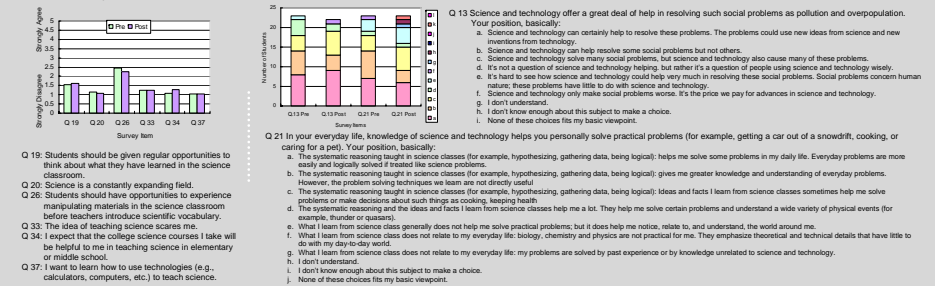 Strongly Agree
Strongly Disagree
5
4.5
4
3.5
3
2.5
2
1.5
1
0.5
0
Pre Post
Q 19 Q 20 Q 26 Q 33 Q 34 Q 37
Survey Item
Q 19: Students should be given regular opportunities to
think about what they have learned in the science
classroom.
Q 20: Science is a constantly expanding field.
Q 26: Students should have opportunities to experience
manipulating materials in the science classroom
before teachers introduce scientific vocabulary.
Q 33: The idea of teaching science scares me.
Q 34: I expect that the college science courses I take will
be helpful to me in teaching science in elementary
or middle school.
Q 37: I want to learn how to use technologies (e.g.,
calculators, computers, etc.) to teach science.
Number of Students
25
20
15
10
5
0
Q.13 Pre Q.13 Post Q.21 Pre Q.21 Post
Survey Items
Q 13 Science and technology offer a great deal of help in resolving such social problems as pollution and overpopulation.
Your position, basically:
a. Science and technology can certainly help to resolve these problems. The problems could use new ideas from science and new
inventions from technology.
b. Science and technology can help resolve some social problems but not others.
c. Science and technology solve many social problems, but science and technology also cause many of these problems.
d. It's not a question of science and technology helping. but rather it's a question of people using science and technology wisely.
e. It's hard to see how science and technology could help very much in resolving these social problems. Social problems concern human
nature; these problems have little to do with science and technology.
f. Science and technology only make social problems worse. It's the price we pay for advances in science and technology.
g. I don't understand.
h. I don't know enough about this subject to make a choice.
i. None of these choices fits my basic viewpoint.
Q 21 In your everyday life, knowledge of science and technology helps you personally solve practical problems (for example, getting a car out of a snowdrift, cooking, or
caring for a pet). Your position, basically:
a. The systematic reasoning taught in science classes (for example, hypothesizing, gathering data, being logical): helps me solve some problems in my daily life. Everyday problems are more
easily and logically solved if treated like science problems.
b. The systematic reasoning taught in science classes (for example, hypothesizing, gathering data, being logical): gives me greater knowledge and understanding of everyday problems.
However, the problem solving techniques we learn are not directly useful
c. The systematic reasoning taught in science classes (for example, hypothesizing, gathering data, being logical): Ideas and facts I learn from science classes sometimes help me solve
problems or make decisions about such things as cooking, keeping health
d. The systematic reasoning and the ideas and facts I learn from science classes help me a lot. They help me solve certain problems and understand a wide variety of physical events (for
example, thunder or quasars).
e. What I learn from science class generally does not help me solve practical problems; but it does help me notice, relate to, and understand, the world around me.
f. What I learn from science class does not relate to my everyday life: biology, chemistry and physics are not practical for me. They emphasize theoretical and technical details that have little to
do with my day-to-day world.
g. What I learn from science class does not relate to my everyday life: my problems are solved by past experience or by knowledge unrelated to science and technology.
h. I don't understand.
i. I don't know enough about this subject to make a choice.
j. None of these choices fits my basic viewpoint.